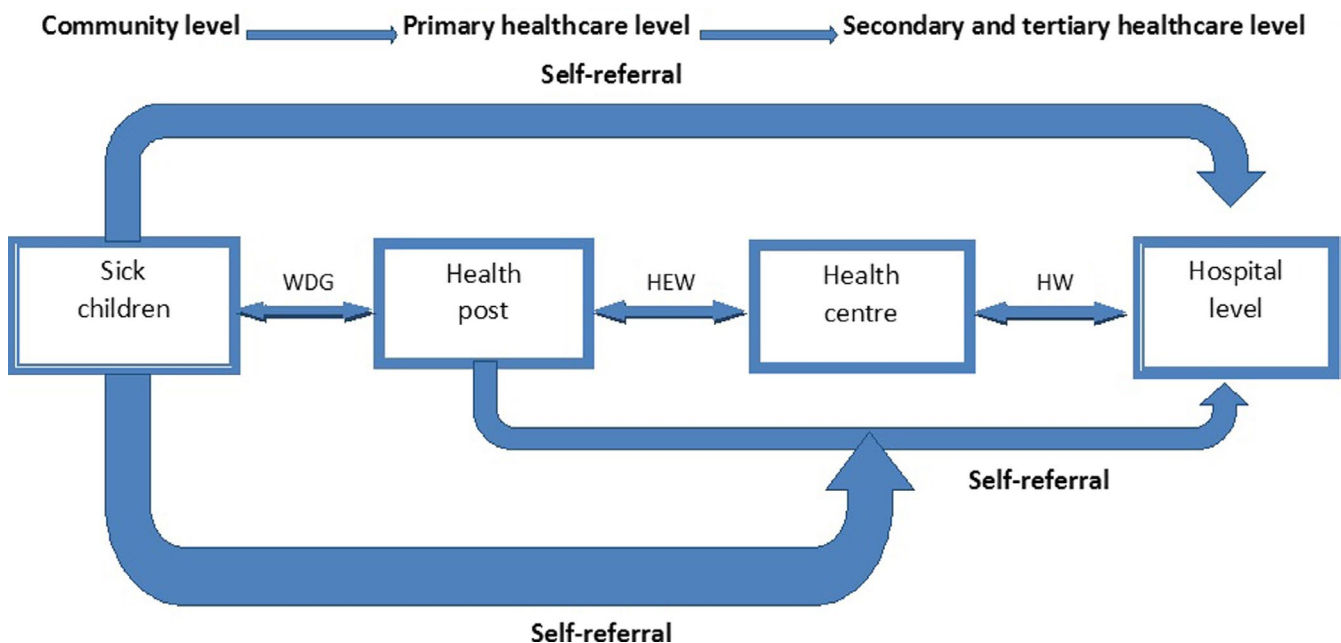 Community level
Primary healthcare level
Secondary and tertiary healthcare level
Self-referral
Sick
children
WDG
Health
post
HEW
Health
centre
HW
Hospital
level
Self-referral
Self-referral